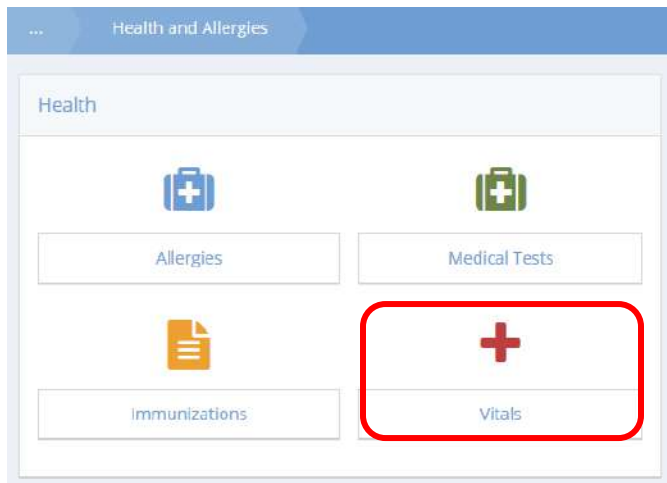 ... Health and Allergies
Health
Allergies Medical Tests
Immunizations Vitals